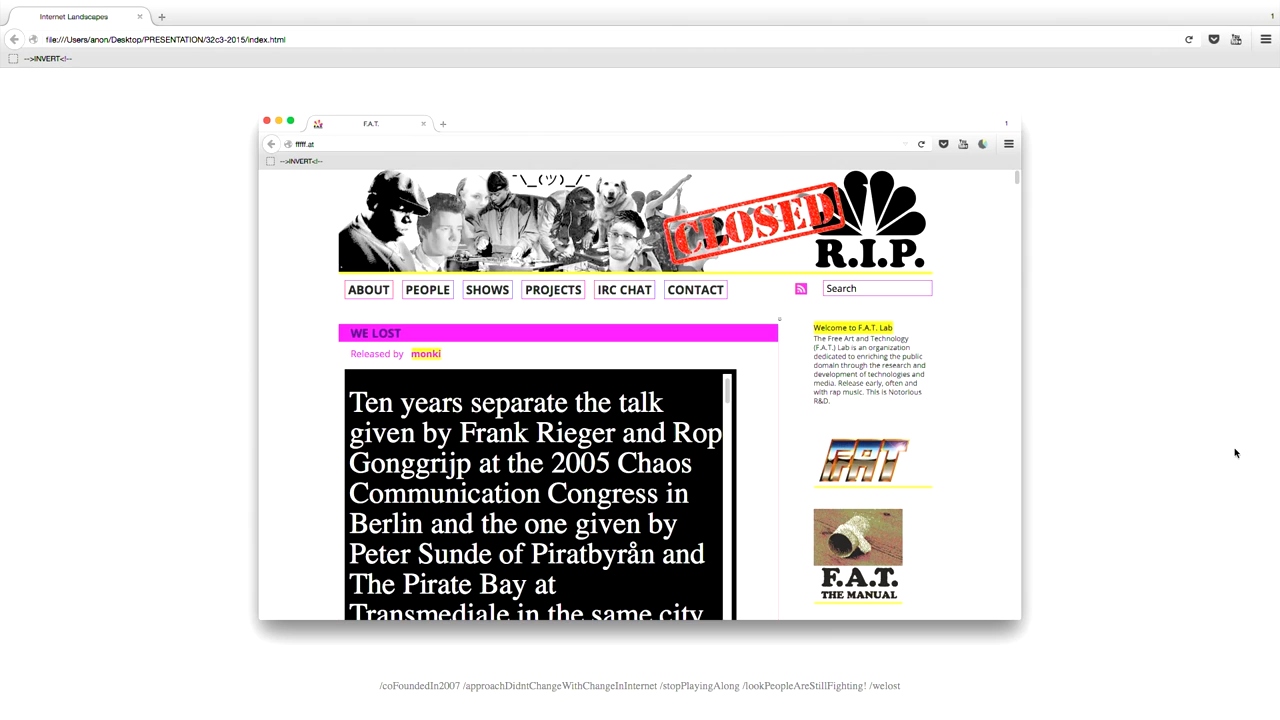 Internet Landscapes
1
file:///Users/anon/Desktop/PRESENTATION/32c3-2015/index.html
-->INVERT<!--
F.A.T.
1
fffff.at
-->INVERT<!--
¯\_(ツ)_/¯
CLOSED
R.I.P.
ABOUT PEOPLE SHOWS PROJECTS IRC CHAT CONTACT
Search
WE LOST
Released by monki
Ten years separate the talk
given by Frank Rieger and Rop
Gonggrijp at the 2005 Chaos
Communication Congress in
Berlin and the one given by
Peter Sunde of Piratbyrån and
The Pirate Bay at
Transmediale in the same city
Welcome to F.A.T. Lab
The Free Art and Technology
(F.A.T.) Lab is an organization
dedicated to enriching the public
domain through the research and
development of technologies and
media. Release early, often and
with rap music. This is Notorious
R&D.
FAT
F.A.T.
THE MANUAL
/coFoundedIn2007 /approachDidntChangeWithChangeInInternet /stopPlayingAlong /lookPeopleAreStillFighting! /welost